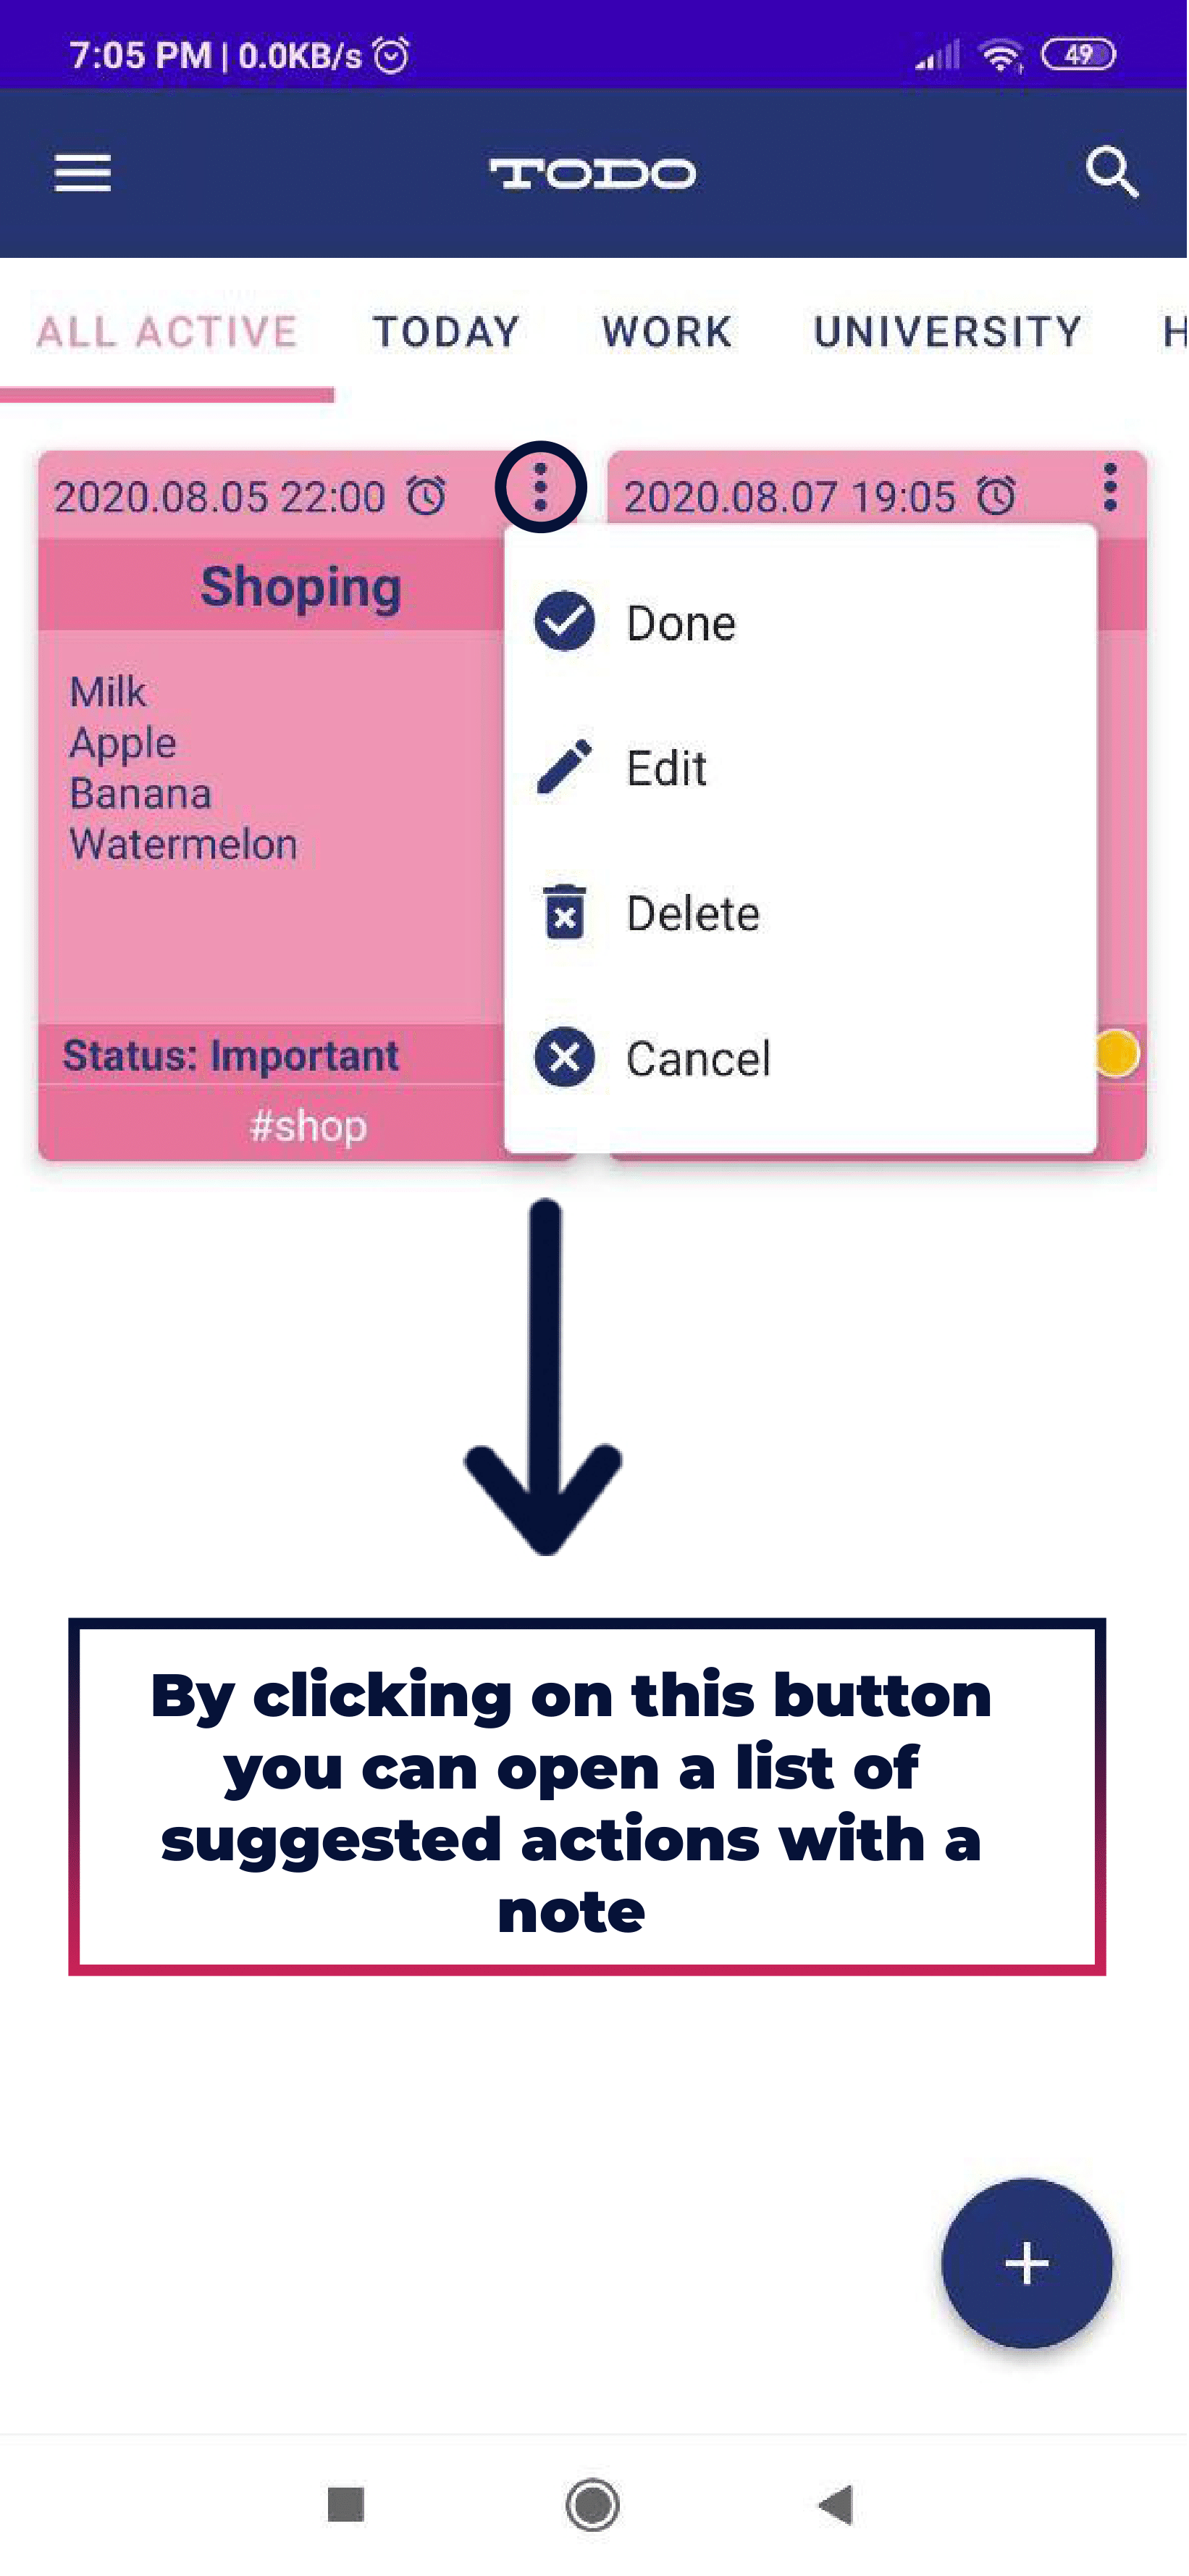 7:05 PM | 0.0KB/s
49
TODO
ALL ACTIVE TODAY WORK UNIVERSITY H
2020.08.05 22:00
2020.08.07 19:05
Shoping
Milk
Apple
Banana
Watermelon
Status: Important
#shop
Done
Edit
Delete
Cancel
By clicking on this button
you can open a list of
suggested actions with a
note